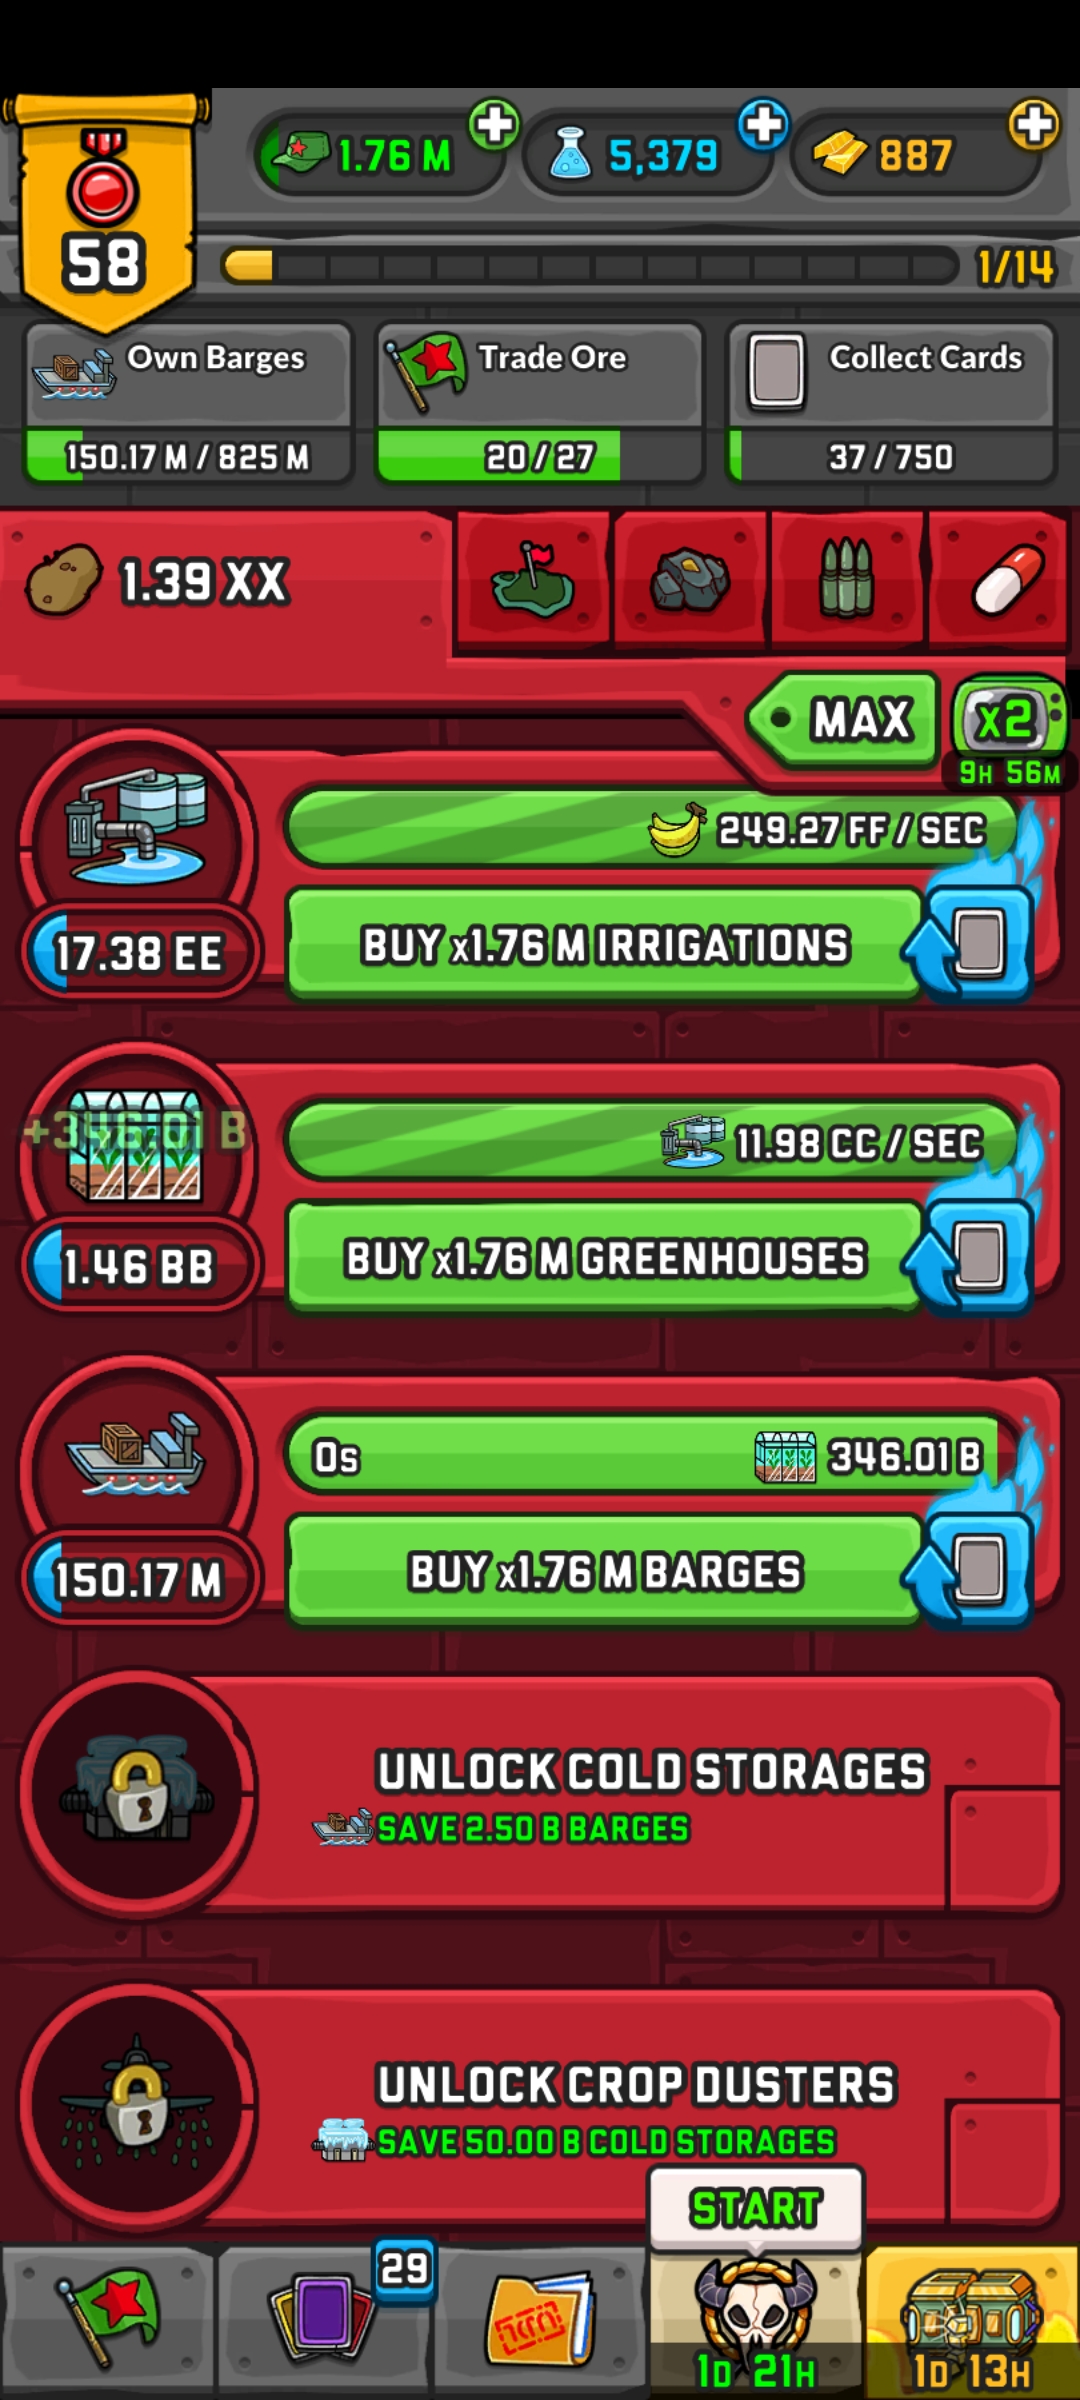 58
1.76 M
5,379
887
1/14
Own Barges
150.17 M / 825 M
Trade Ore
20 / 27
Collect Cards
37 / 750
1.39 XX
MAX
x2
9H 56M
249.27 FF / SEC
17.38 EE
BUY x1.76 M IRRIGATIONS
+346.01 B
11.98 CC / SEC
1.46 BB
BUY x1.76 M GREENHOUSES
0s
346.01 B
150.17 M
BUY x1.76 M BARGES
UNLOCK COLD STORAGES
SAVE 2.50 B BARGES
UNLOCK CROP DUSTERS
SAVE 50.00 B COLD STORAGES
START
29
1D 21H
1D 13H